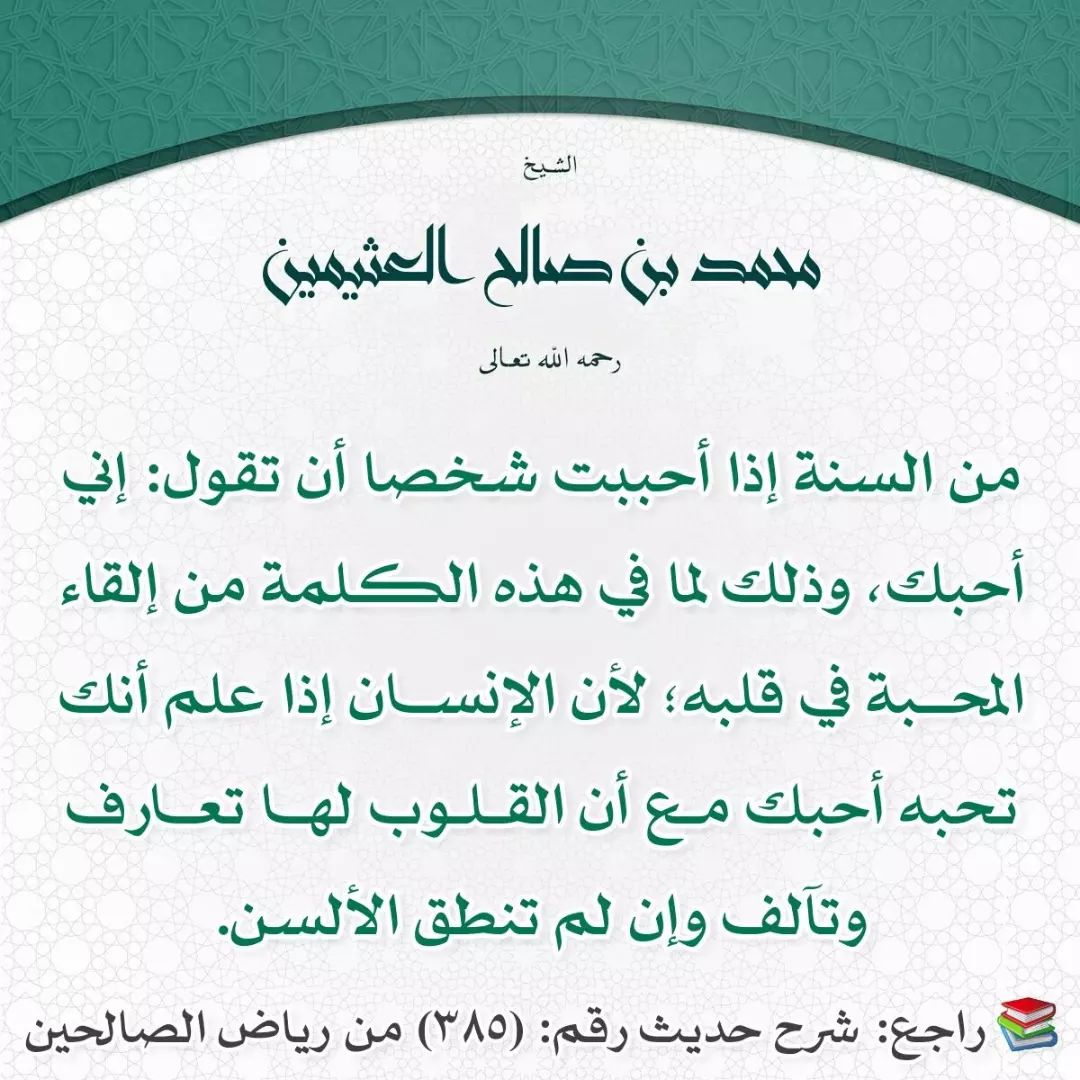 الشيخ
محمد بن صالح العثيمين
رحمه الله تعالى
من السنة إذا أحببت شخصا أن تقول: إني
أحبك، وذلك لما في هذه الكلمة من إلقاء
المحبة في قلبه؛ لأن الإنسان إذا علم أنك
تحبه أحبك مع أن القلوب لها تعارف
وتآلف وإن لم تنطق الألسن.
راجع: شرح حديث رقم: (٣٨٥) من رياض الصالحين